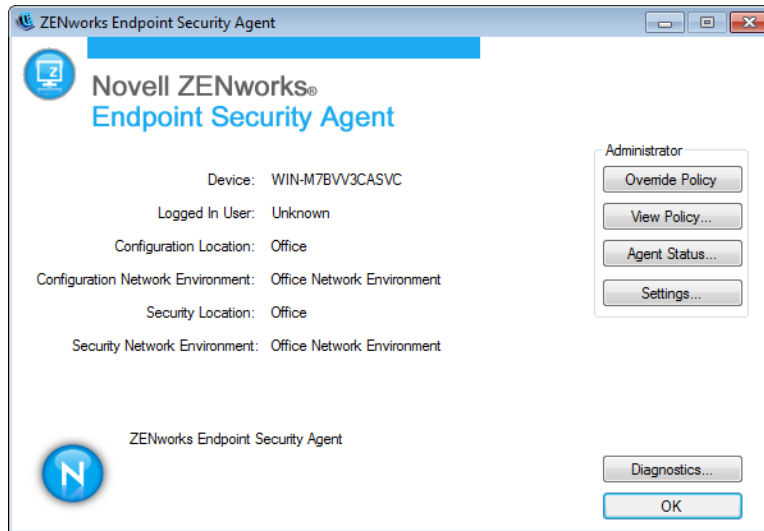 ZENworks Endpoint Security Agent
Z
Novell ZENworks®
Endpoint Security Agent
Device: WIN-M7BVV3CASVC
Logged In User: Unknown
Configuration Location: Office
Configuration Network Environment: Office Network Environment
Security Location: Office
Security Network Environment: Office Network Environment
Administrator
Override Policy
View Policy...
Agent Status...
Settings...
ZENworks Endpoint Security Agent
N
Diagnostics...
OK